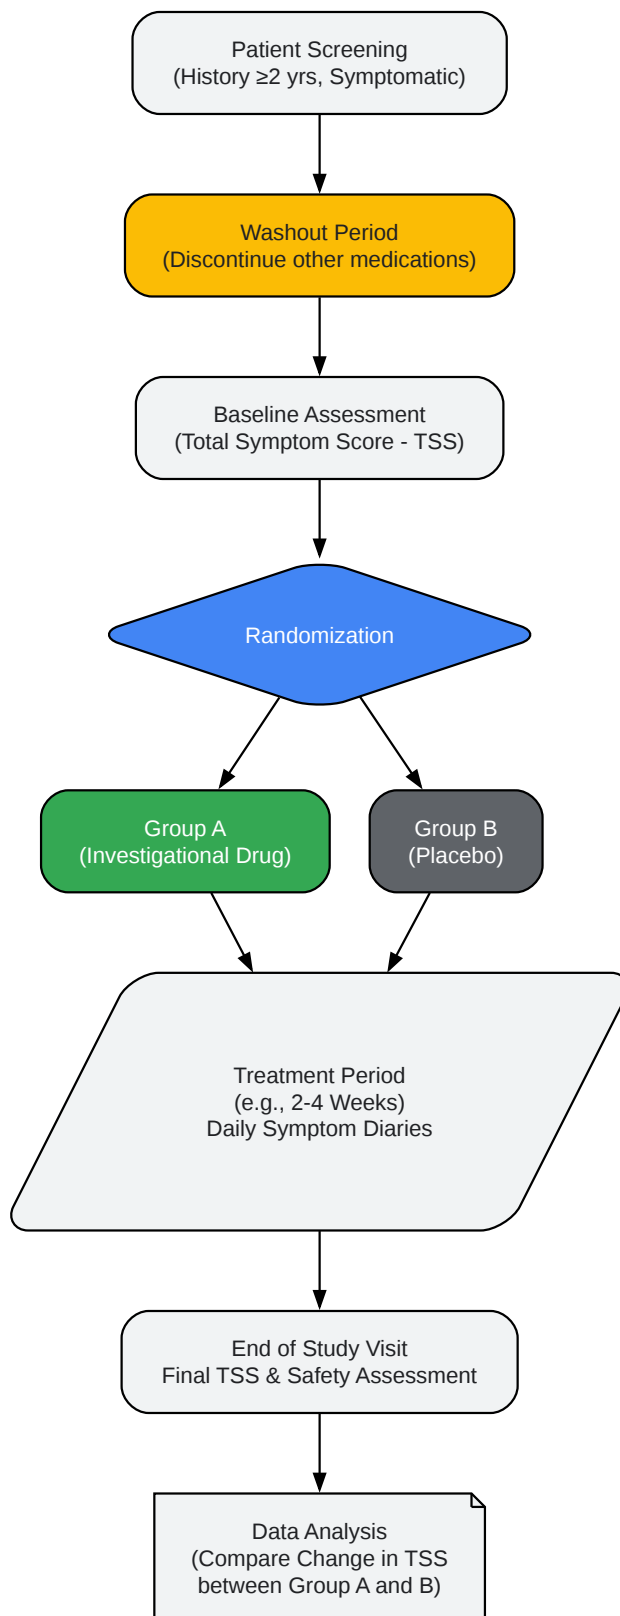 Patient Screening
(History ≥2 yrs, Symptomatic)
Washout Period
(Discontinue other medications)
Baseline Assessment
(Total Symptom Score - TSS)
Randomization
Group A
(Investigational Drug)
Group B
(Placebo)
Treatment Period
(e.g., 2-4 Weeks)
Daily Symptom Diaries
End of Study Visit
Final TSS & Safety Assessment
Data Analysis
(Compare Change in TSS
between Group A and B)